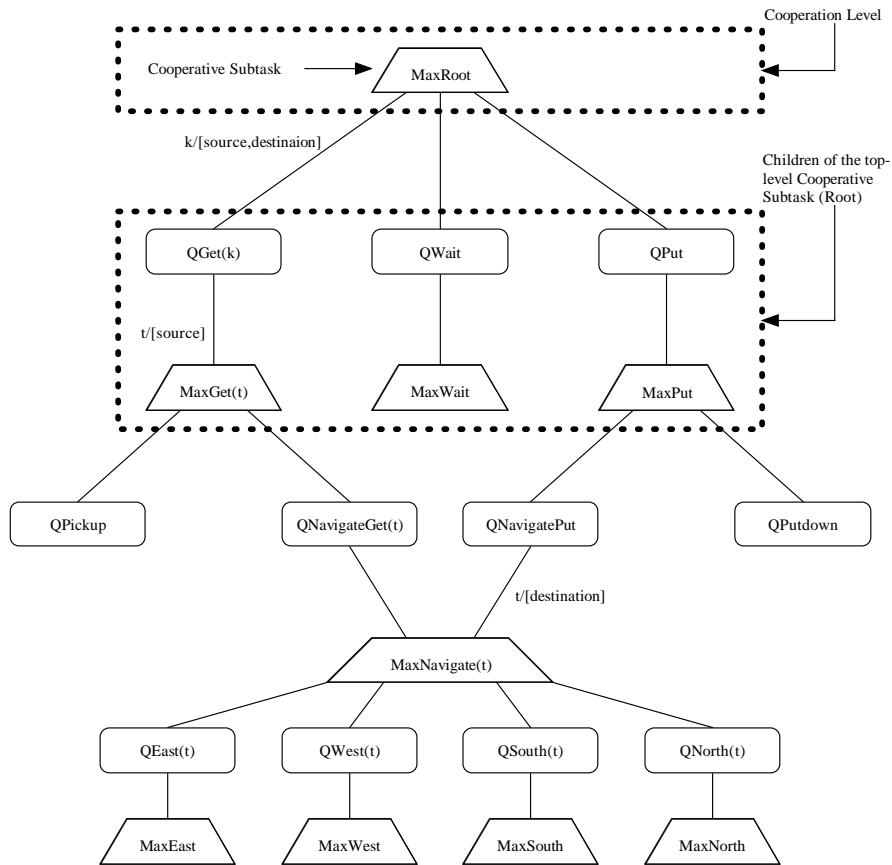 Cooperation Level
Cooperative Subtask
MaxRoot
k/[source,destinaion]
Children of the top-
level Cooperative
Subtask (Root)
QGet(k)
QWait
QPut
t/[source]
MaxGet(t)
MaxWait
MaxPut
QPickup
QNavigateGet(t)
QNavigatePut
QPutdown
t/[destination]
MaxNavigate(t)
QEast(t)
QWest(t)
QSouth(t)
QNorth(t)
MaxEast
MaxWest
MaxSouth
MaxNorth